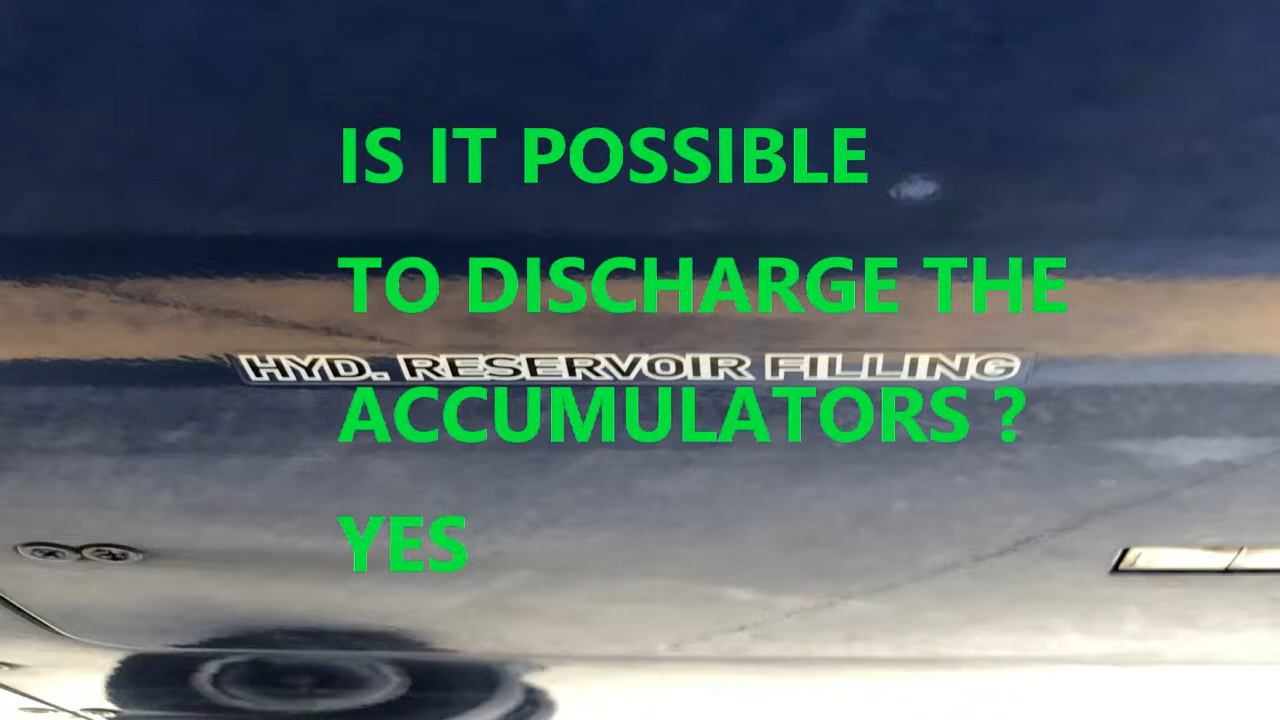 IS IT POSSIBLE
TO DISCHARGE THE
HYD. RESERVOIR FILLING
ACCUMULATORS ?
YES